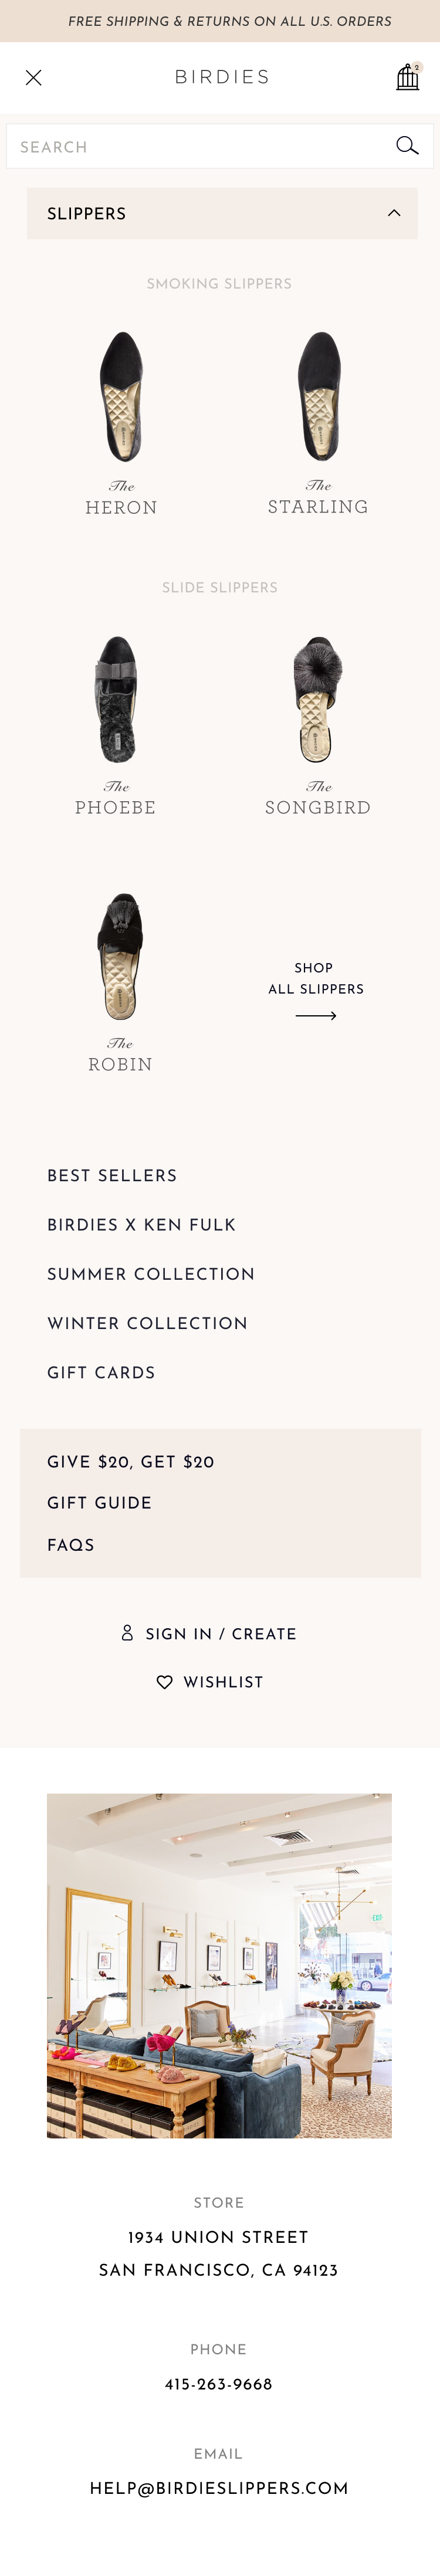 FREE SHIPPING & RETURNS ON ALL U.S. ORDERS
BIRDIES
2
SEARCH
SLIPPERS
SMOKING SLIPPERS
The
HERON
The
STARLING
SLIDE SLIPPERS
The
PHOEBE
The
SONGBIRD
The
ROBIN
SHOP
ALL SLIPPERS
BEST SELLERS
BIRDIES X KEN FULK
SUMMER COLLECTION
WINTER COLLECTION
GIFT CARDS
GIVE $20, GET $20
GIFT GUIDE
FAQS
SIGN IN / CREATE
WISHLIST
STORE
1934 UNION STREET
SAN FRANCISCO, CA 94123
PHONE
415-263-9668
EMAIL
HELP@BIRDIESLIPPERS.COM